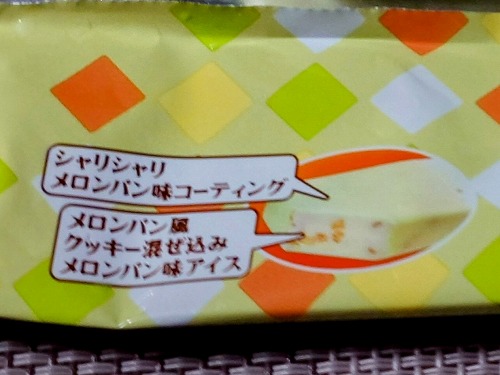 シャリシャリ
メロンパン味コーティング
メロンパン風
クッキー混ぜ込み
メロンパン味アイス